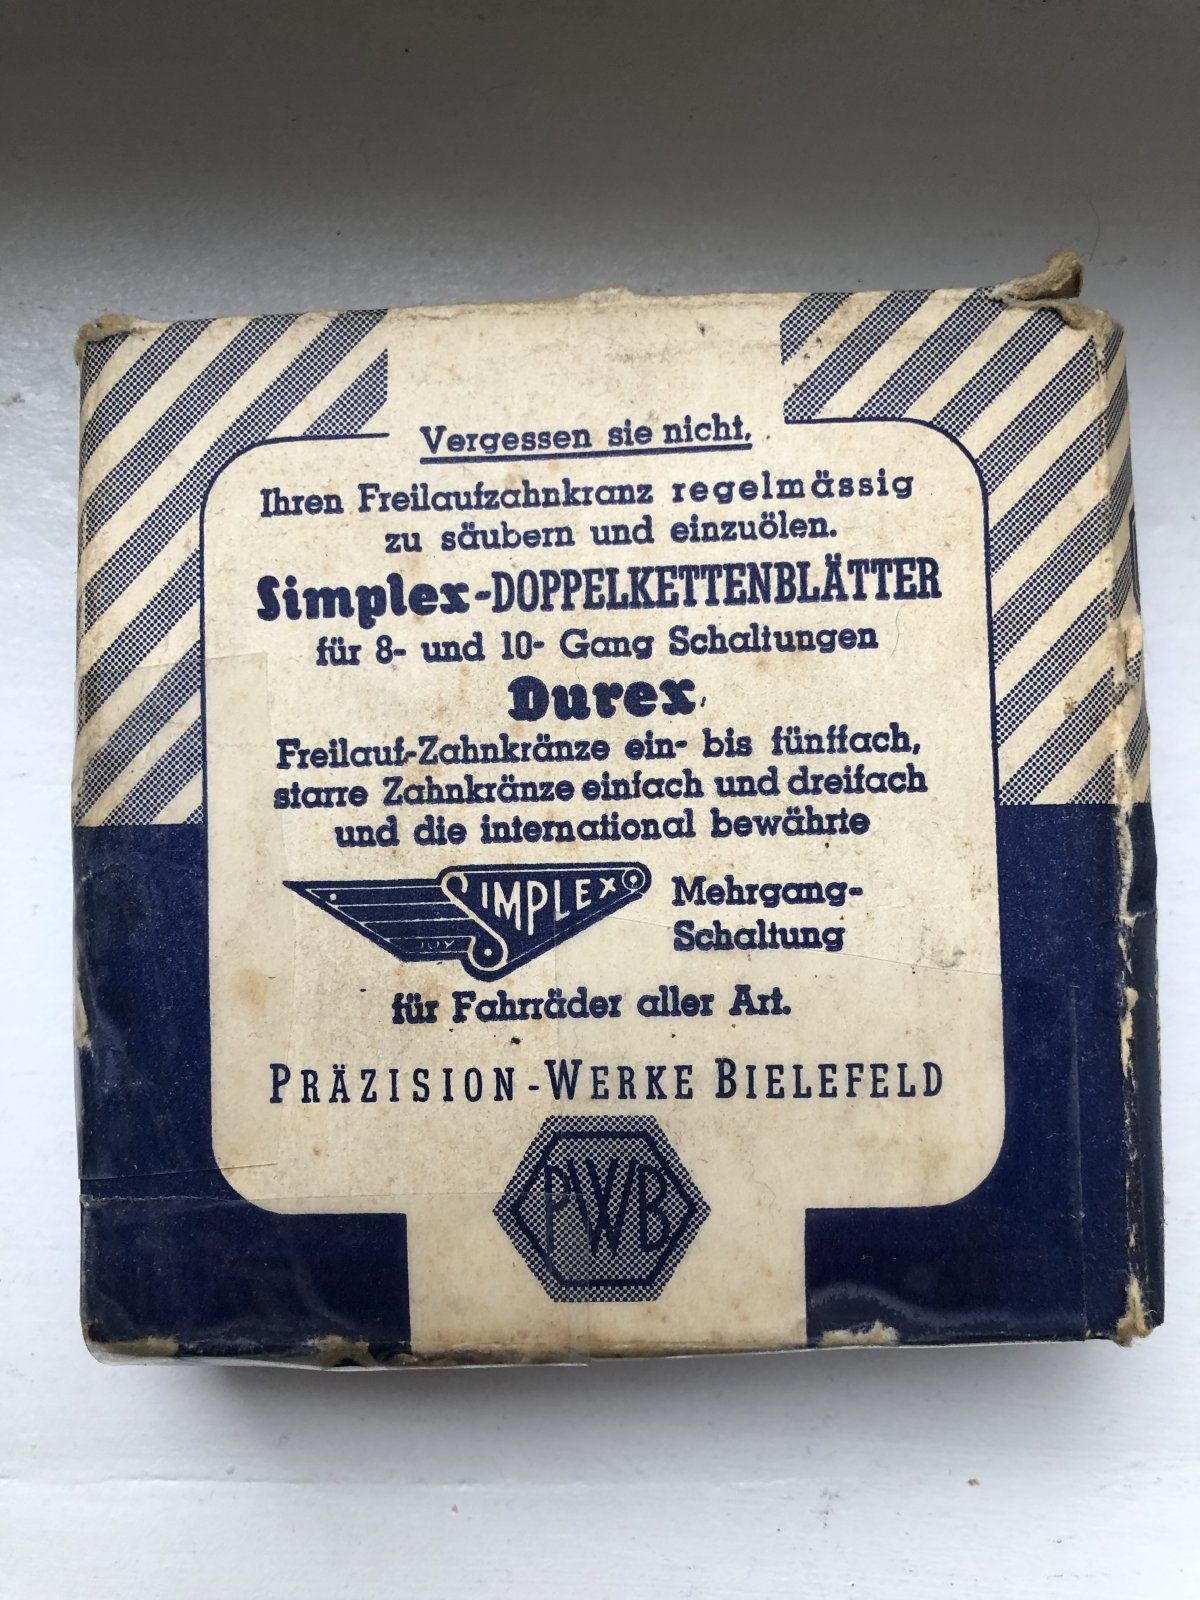 Vergessen sie nicht,
Ihren Freilaufzahnkranz regelmässig
zu säubern und einzuölen.
Simplex-DOPPELKETTENBLÄTTER
für 8- und 10- Gang Schaltungen
Durex,
Freilauf-Zahnkränze ein- bis fünffach,
starre Zahnkränze einfach und dreifach
und die international bewährte
SIMPLEX
JUY
Mehrgang-
Schaltung
für Fahrräder aller Art.
PRÄZISION-WERKE BIELEFELD
PWB